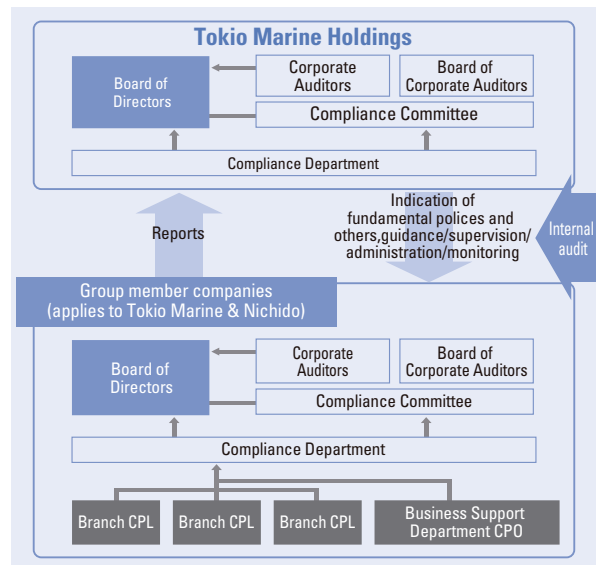 Tokio Marine Holdings
Board of
Directors
Corporate
Auditors
Board of
Corporate Auditors
Compliance Committee
Compliance Department
Reports
Indication of
fundamental polices and
others,guidance/supervision/
administration/monitoring
Internal
audit
Group member companies
(applies to Tokio Marine & Nichido)
Board of
Directors
Corporate
Auditors
Board of
Corporate Auditors
Compliance Committee
Compliance Department
Branch CPL
Branch CPL
Branch CPL
Business Support
Department CPO